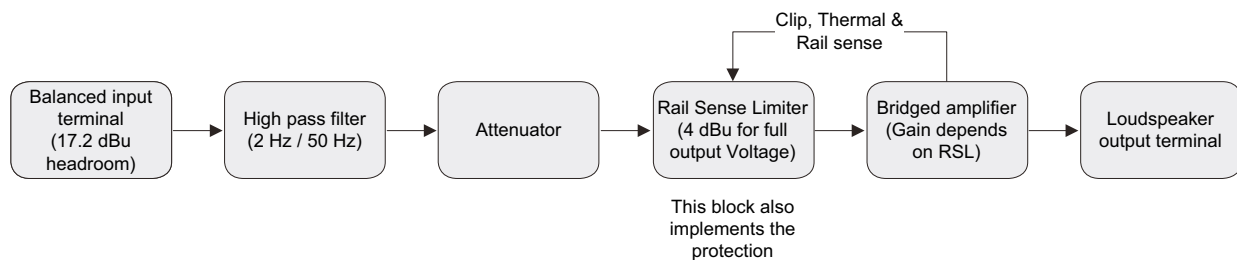 Clip, Thermal &
Rail sense
Balanced input
terminal
(17.2 dBu
headroom)
High pass filter
(2 Hz / 50 Hz)
Attenuator
Rail Sense Limiter
(4 dBu for full
output Voltage)
Bridged amplifier
(Gain depends
on RSL)
Loudspeaker
output terminal
This block also
implements the
protection